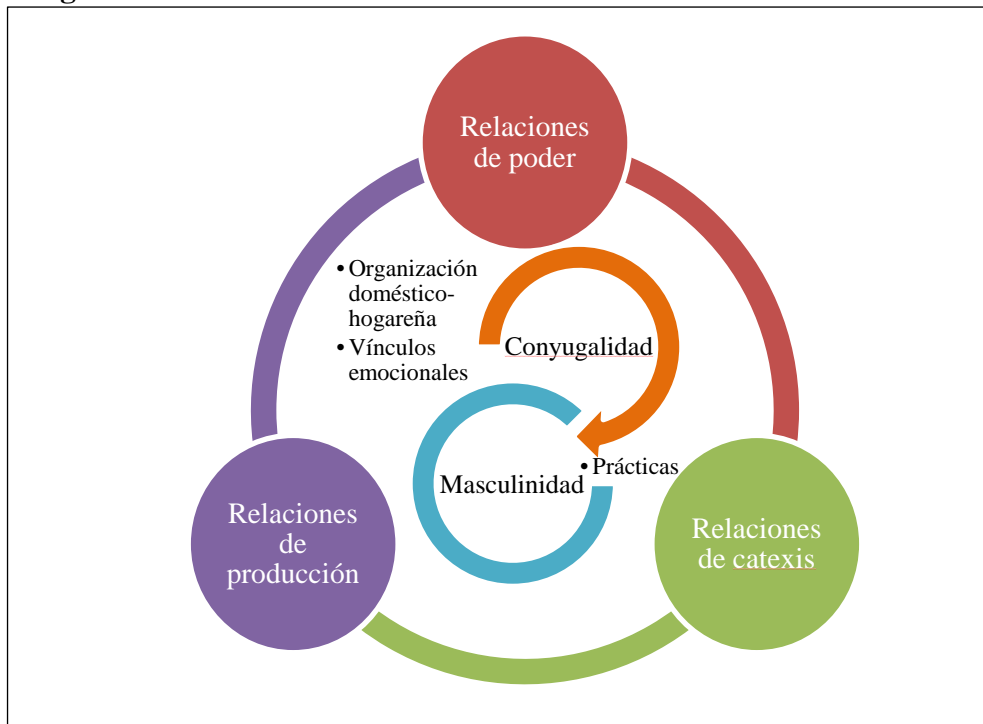 Relaciones
de poder
• Organización
doméstico-
hogareña
• Vínculos
emocionales
Conyugalidad
Masculinidad
• Prácticas
Relaciones
de
producción
Relaciones
de catexis